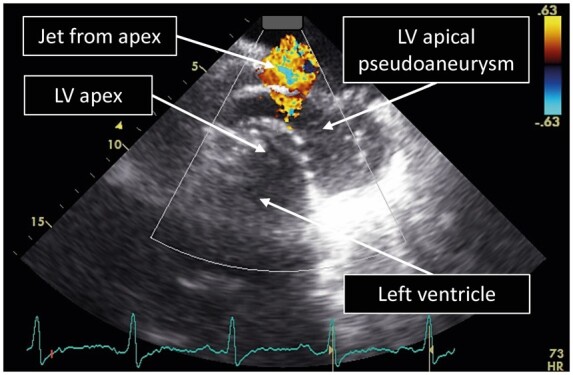 .63
Jet from apex
LV apical
pseudoaneurysm
5
LV apex
-.63
10
15
Left ventricle
73
HR